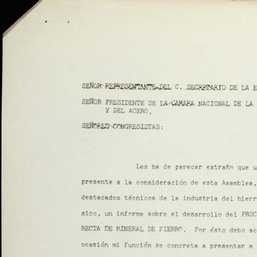 SEÑOR REPRESENTANTE DEL C. SECRETARIO DE LA E
SEÑOR PRESIDENTE DE LA CAMARA NACIONAL DE LA
Y DEL ACERO,
SEÑORES CONGRESISTAS:
Les ha de parecer extraño que u
presente a la consideración de esta Asamblea,
destacados técnicos de la industria del hierr
xico, un informe sobre el desarrollo del PROC
RECTA DE MINERAL DE FIERRO. Por ésto debo ac
ocasión mi función se concreta a presentar a